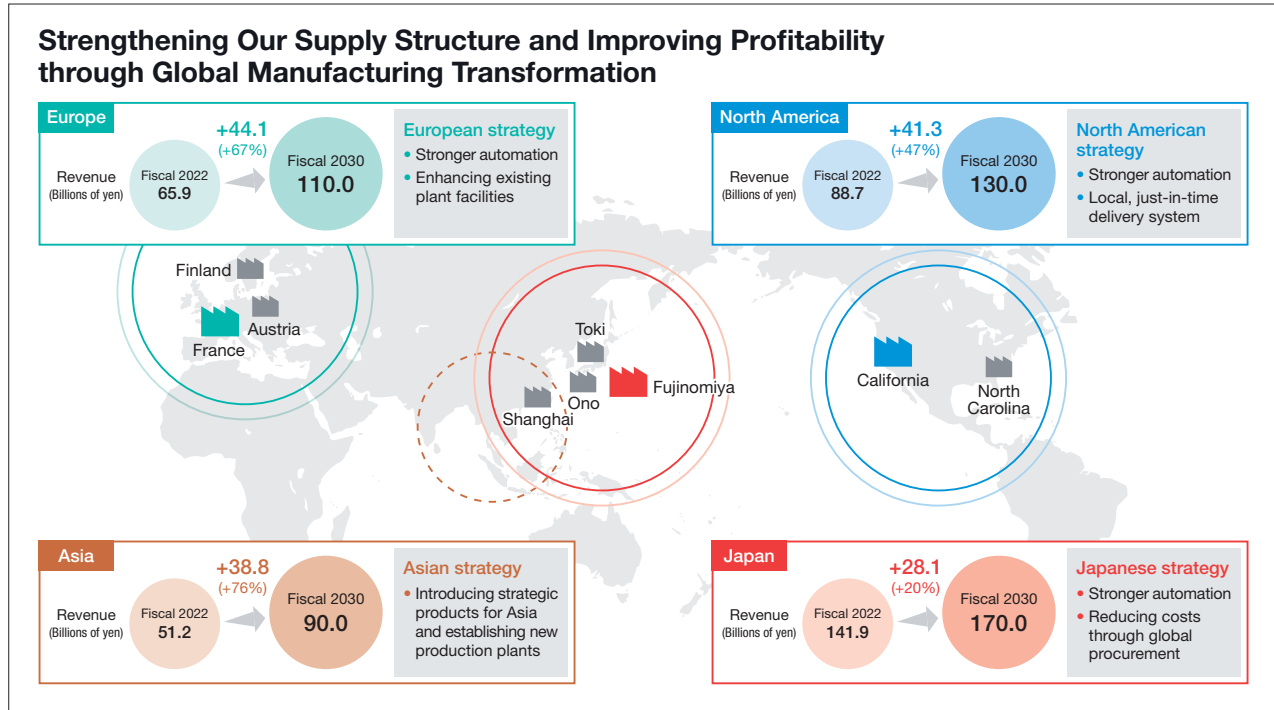 Strengthening Our Supply Structure and Improving Profitability
through Global Manufacturing Transformation
Europe
Revenue
(Billions of yen)
Fiscal 2022
65.9
+44.1
(+67%)
Fiscal 2030
110.0
European strategy
• Stronger automation
• Enhancing existing
plant facilities
North America
Revenue
(Billions of yen)
Fiscal 2022
88.7
+41.3
(+47%)
Fiscal 2030
130.0
North American
strategy
• Stronger automation
• Local, just-in-time
delivery system
Finland
Austria
France
Toki
Fujinomiya
Ono
Shanghai
California
North
Carolina
Asia
Revenue
(Billions of yen)
Fiscal 2022
51.2
+38.8
(+76%)
Fiscal 2030
90.0
Asian strategy
• Introducing strategic
products for Asia
and establishing new
production plants
Japan
Revenue
(Billions of yen)
Fiscal 2022
141.9
+28.1
(+20%)
Fiscal 2030
170.0
Japanese strategy
• Stronger automation
• Reducing costs
through global
procurement